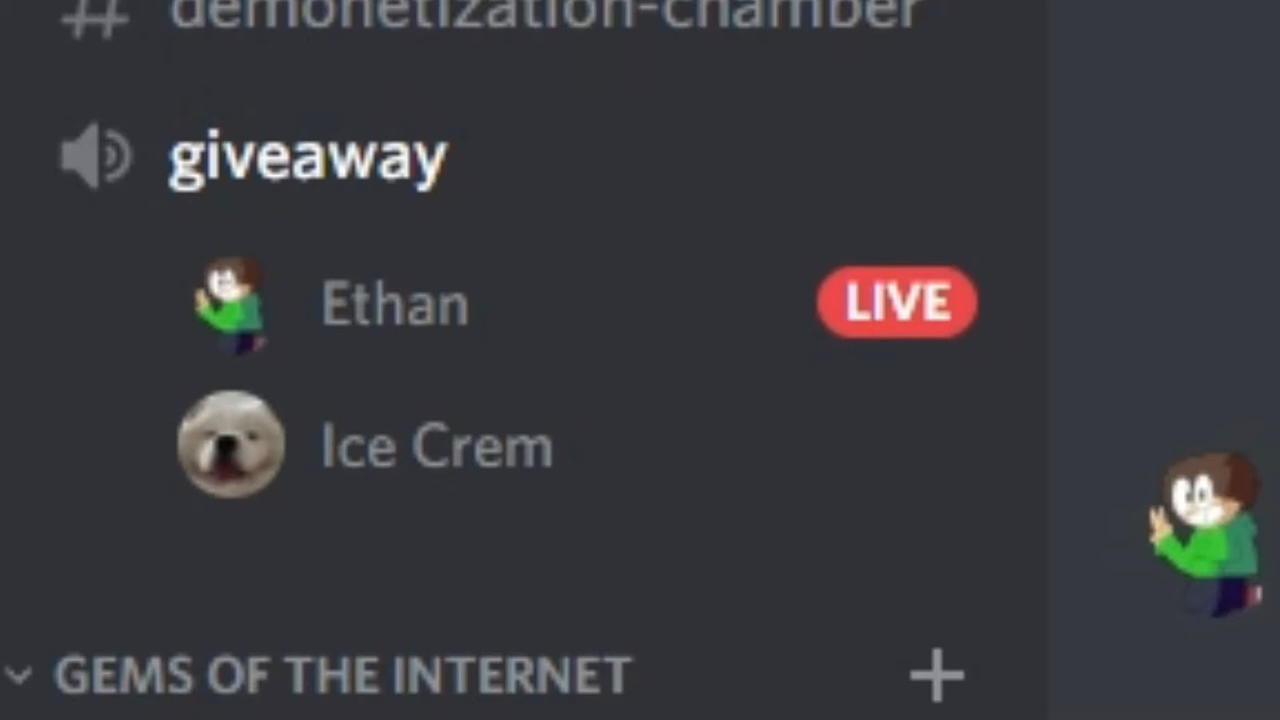 # demonetization-chamber
giveaway
Ethan LIVE
Ice Crem
GEMS OF THE INTERNET +